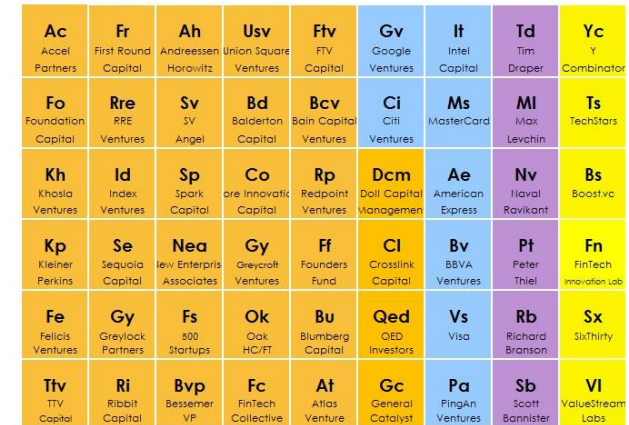 Ac Fr Ah Usv Ftv Gv It Td Yc
Accel First Round Andreessen Union Square FTV Google Intel Tim Y
Partners Capital Horowitz Ventures Capital Ventures Capital Draper Combinator
Fo Rre Sv Bd Bcv Ci Ms Ml Ts
Foundation RRE SV Balderton Bain Capital Citi MasterCard Max TechStars
Capital Ventures Angel Capital Ventures Ventures Levchin
Kh Id Sp Co Rp Dcm Ae Nv Bs
Khosla Index Spark ore Innovatic Redpoint Doll Capital American Naval Boost.vc
Ventures Ventures Capital Capital Ventures Managemen Express Ravikant
Kp Se Nea Gy Ff Cl Bv Pt Fn
Kleiner Sequoia lew Enterpris Greycroft Founders Crosslink BBVA Peter FinTech
Perkins Capital Associates Ventures Fund Capital Ventures Thiel Innovation Lab
Fe Gy Fs Ok Bu Qed Vs Rb Sx
Felicis Greylock 500 Oak Blumberg QED Visa Richard SixThirty
Ventures Partners Startups HC/FT Capital Investors Branson
Ttv Ri Bvp Fc At Gc Pa Sb Vl
TTV Ribbit Bessemer FinTech Atlas General PingAn Scott ValueStream
Capital Capital VP Collective Venture Catalyst Ventures Bannister Labs